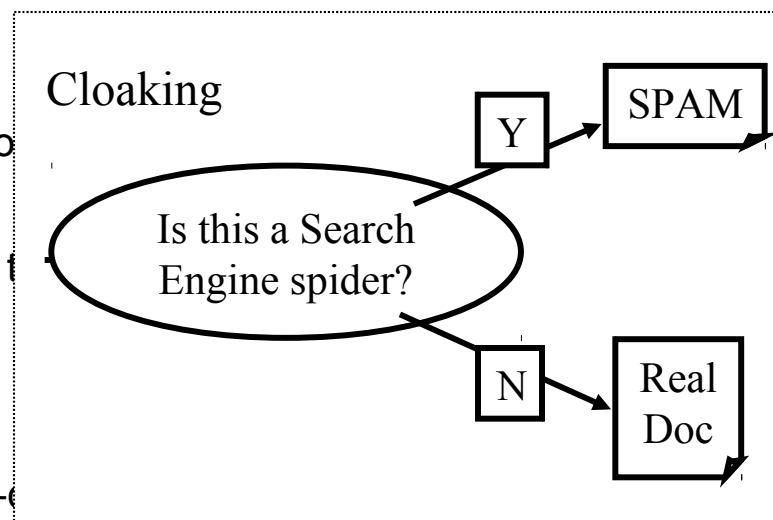 Cloaking
Y
SPAM
Is this a Search
Engine spider?
N
Real
Doc